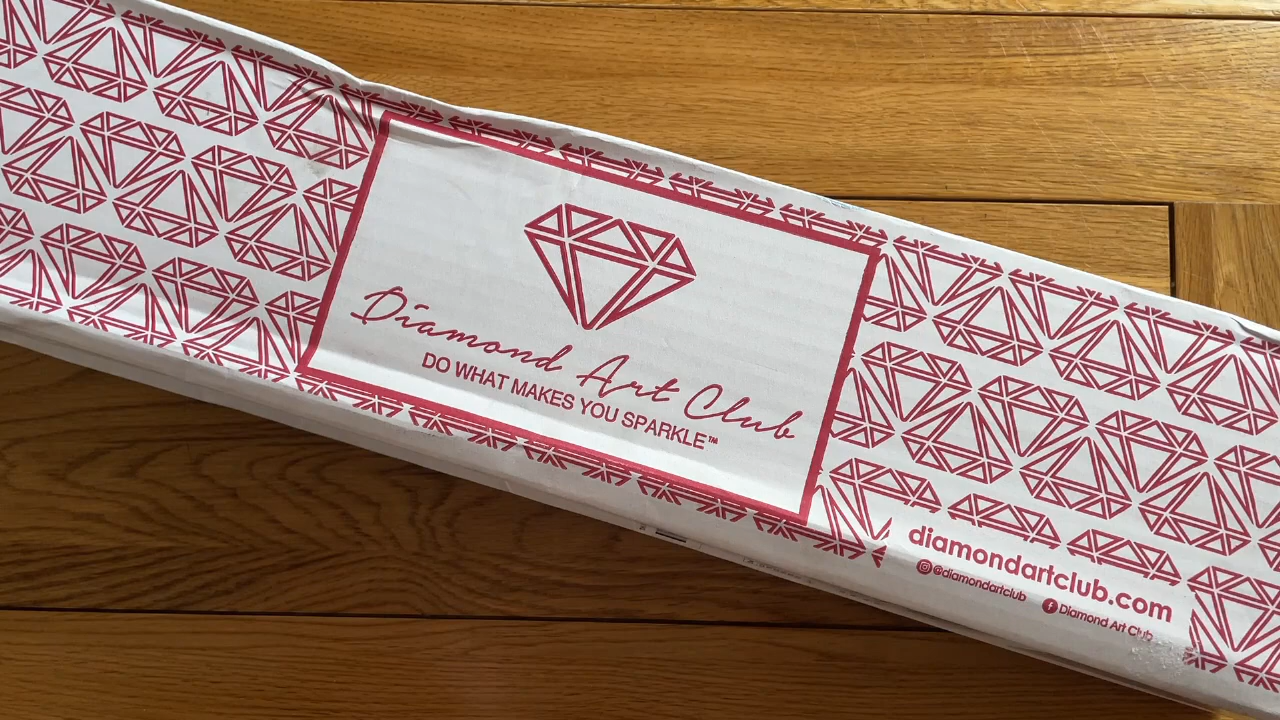 Diamond Art Club
DO WHAT MAKES YOU SPARKLE™
diamondartclub.com
@diamondartclub Diamond Art Club